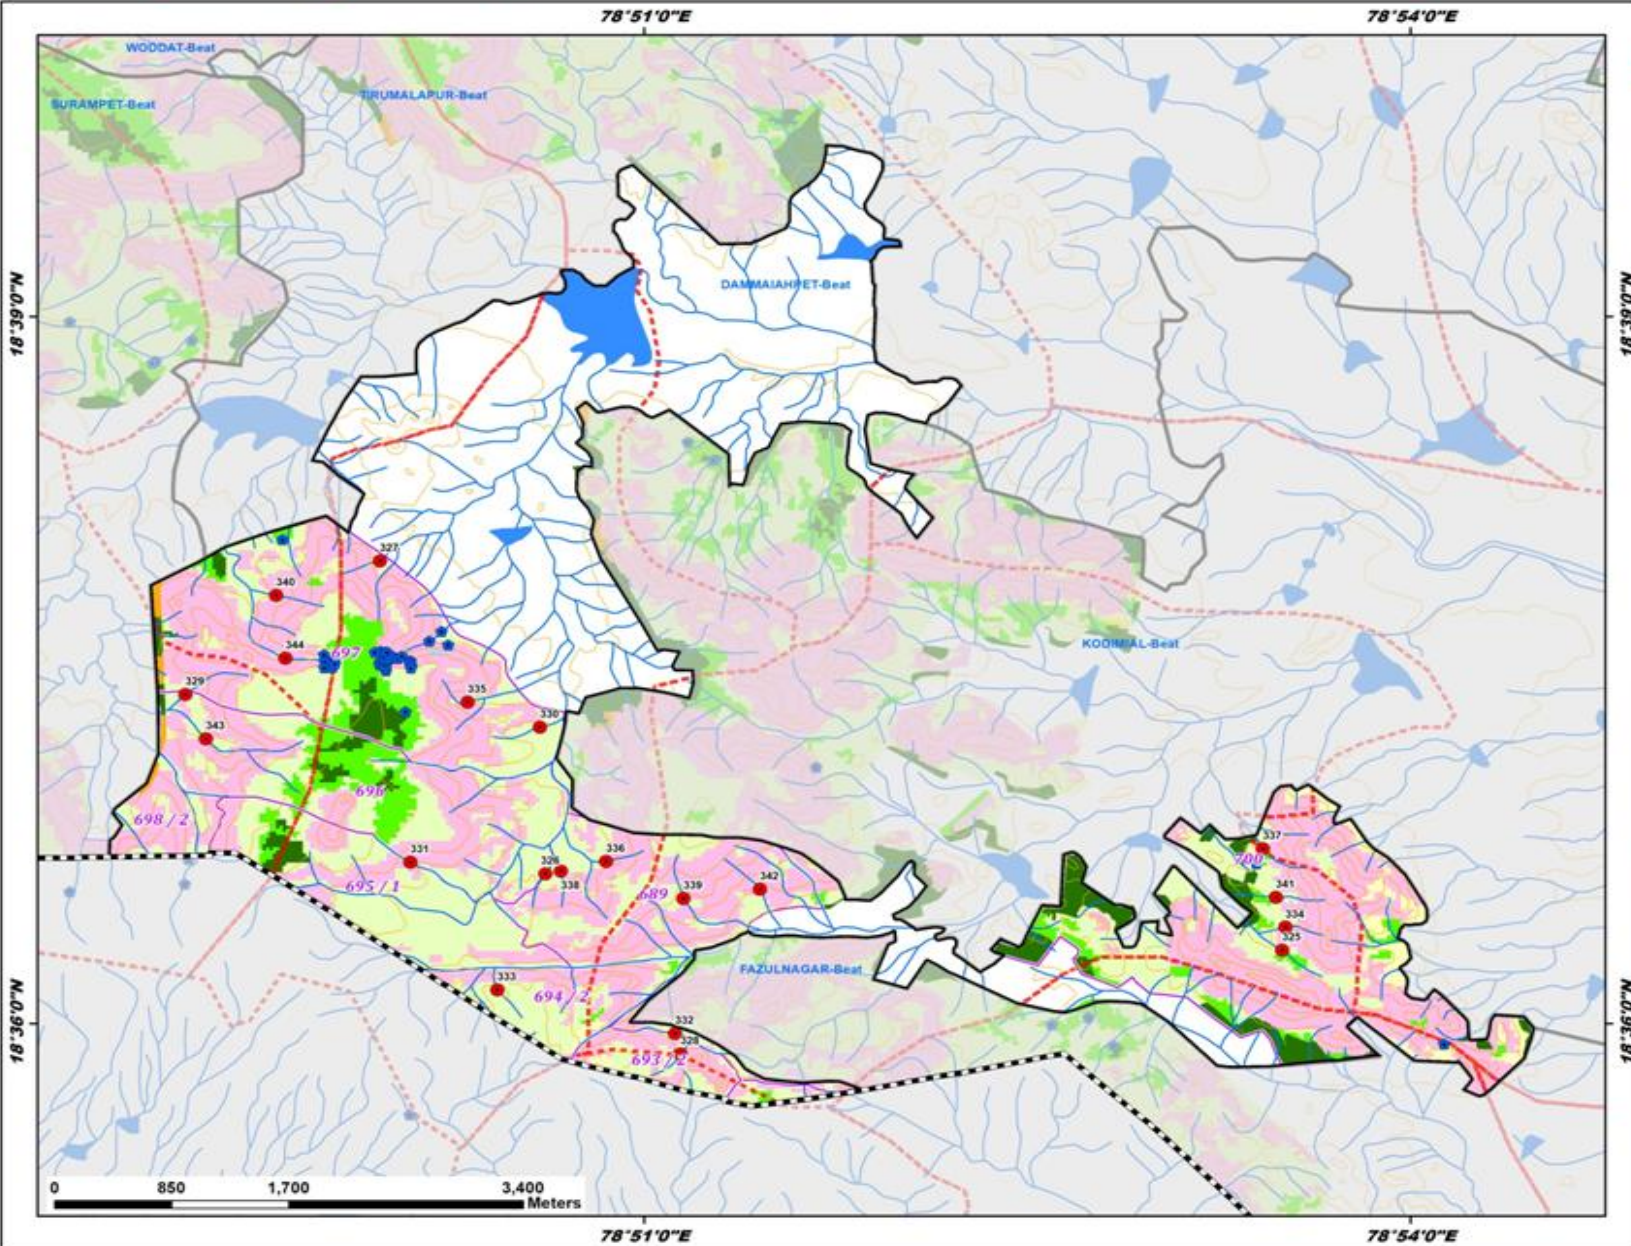 78°51'0"E
78°54'0"E
WODDAT-Beat
SURAMPET-Beat
TIRUMALAPUR-Beat
DAMMAIAHPET-Beat
18°39'0"N
18°39'0"N
327
340
344
697
329
335
343
330
KODIMIAL-Beat
696
698 / 2
337
700
331
326
336
338
695 / 1
689
339
342
341
334
325
FAZULNAGAR-Beat
333
694 / 2
18°36'0"N
18°36'0"N
332
328
693 / 2
0
850
1,700
3,400
Meters
78°51'0"E
78°54'0"E